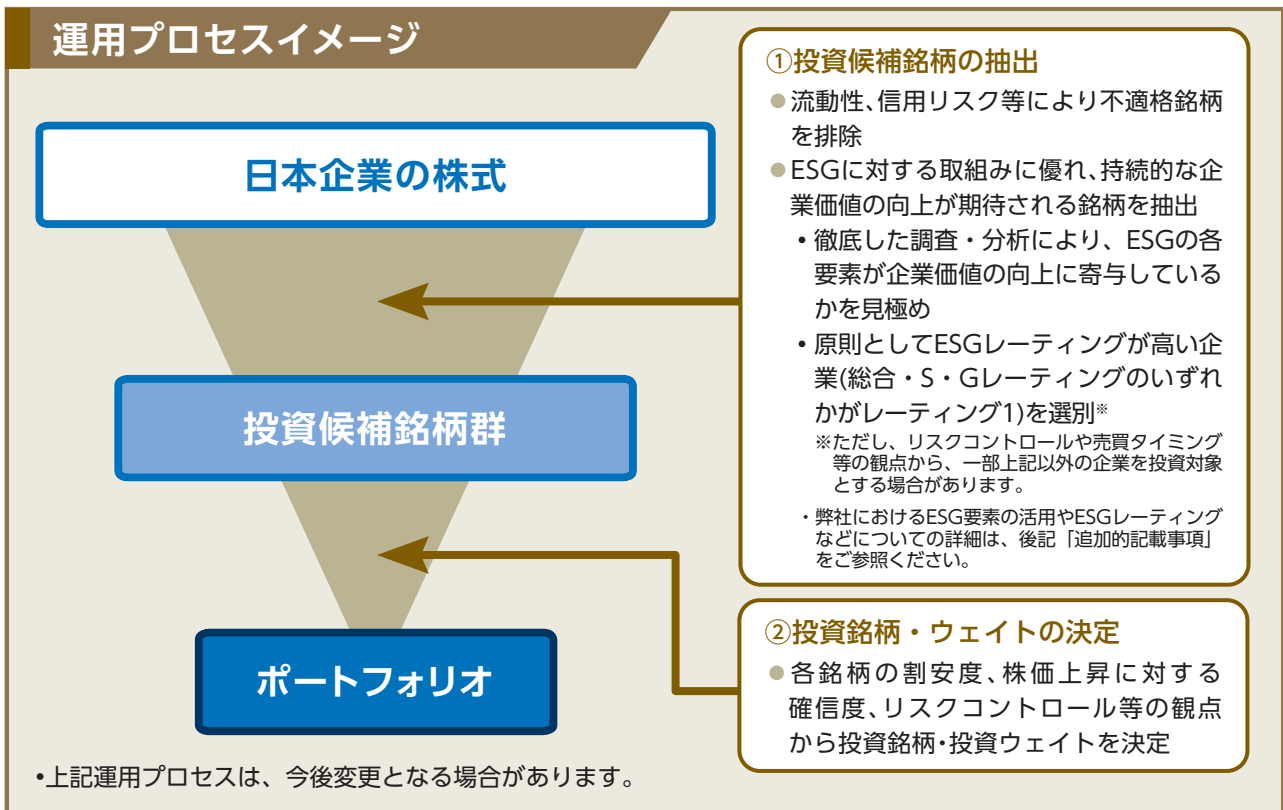 運用プロセスイメージ
日本企業の株式
投資候補銘柄群
ポートフォリオ
①投資候補銘柄の抽出
●流動性、信用リスク等により不適格銘柄
を排除
●ESGに対する取組みに優れ、持続的な企
業価値の向上が期待される銘柄を抽出
•徹底した調査・分析により、ESGの各
要素が企業価値の向上に寄与している
かを見極め
•原則としてESGレーティングが高い企
業(総合・S・Gレーティングのいずれ
かがレーティング1)を選別※
※ただし、リスクコントロールや売買タイミング
等の観点から、一部上記以外の企業を投資対象
とする場合があります。
・弊社におけるESG要素の活用やESGレーティング
などについての詳細は、後記「追加的記載事項」
をご参照ください。
②投資銘柄・ウェイトの決定
●各銘柄の割安度、株価上昇に対する
確信度、リスクコントロール等の観点
から投資銘柄・投資ウェイトを決定
•上記運用プロセスは、今後変更となる場合があります。